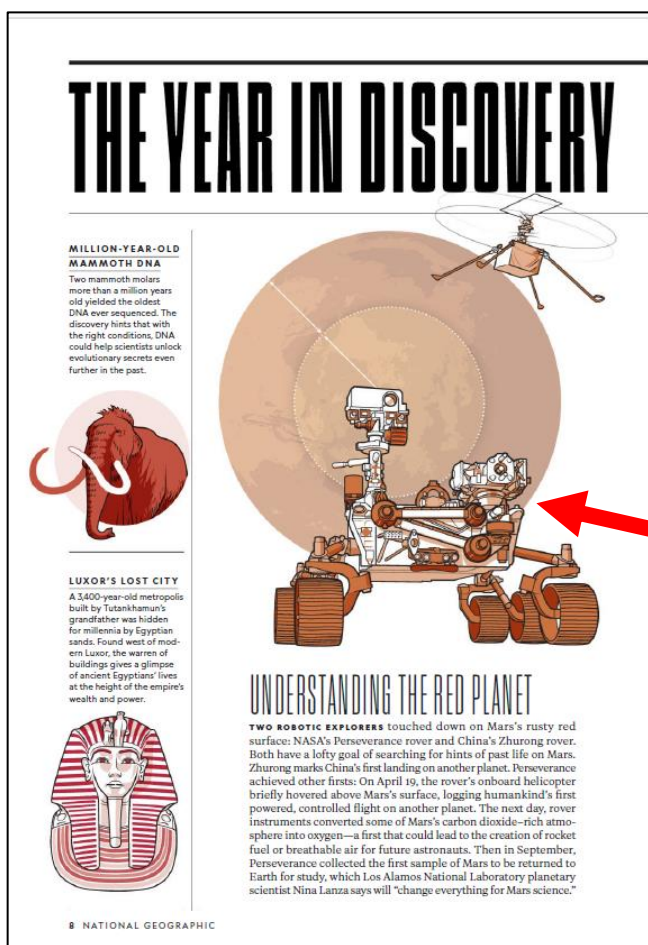 THE YEAR IN DISCOVERY
MILLION-YEAR-OLD
MAMMOTH DNA
Two mammoth molars
more than a million years
old yielded the oldest
DNA ever sequenced. The
discovery hints that with
the right conditions, DNA
could help scientists unlock
evolutionary secrets even
further in the past.
LUXOR'S LOST CITY
A 3,400-year-old metropolis
built by Tutankhamun's
grandfather was hidden
for millennia by Egyptian
sands. Found west of mod-
ern Luxor, the warren of
buildings gives a glimpse
of ancient Egyptians' lives
at the height of the empire's
wealth and power.
UNDERSTANDING THE RED PLANET
TWO ROBOTIC EXPLORERS touched down on Mars's rusty red
surface: NASA's Perseverance rover and China's Zhurong rover.
Both have a lofty goal of searching for hints of past life on Mars.
Zhurong marks China's first landing on another planet. Perseverance
achieved other firsts: On April 19, the rover's onboard helicopter
briefly hovered above Mars's surface, logging humankind's first
powered, controlled flight on another planet. The next day, rover
instruments converted some of Mars's carbon dioxide–rich atmo-
sphere into oxygen—a first that could lead to the creation of rocket
fuel or breathable air for future astronauts. Then in September,
Perseverance collected the first sample of Mars to be returned to
Earth for study, which Los Alamos National Laboratory planetary
scientist Nina Lanza says will “change everything for Mars science.”
8 NATIONAL GEOGRAPHIC